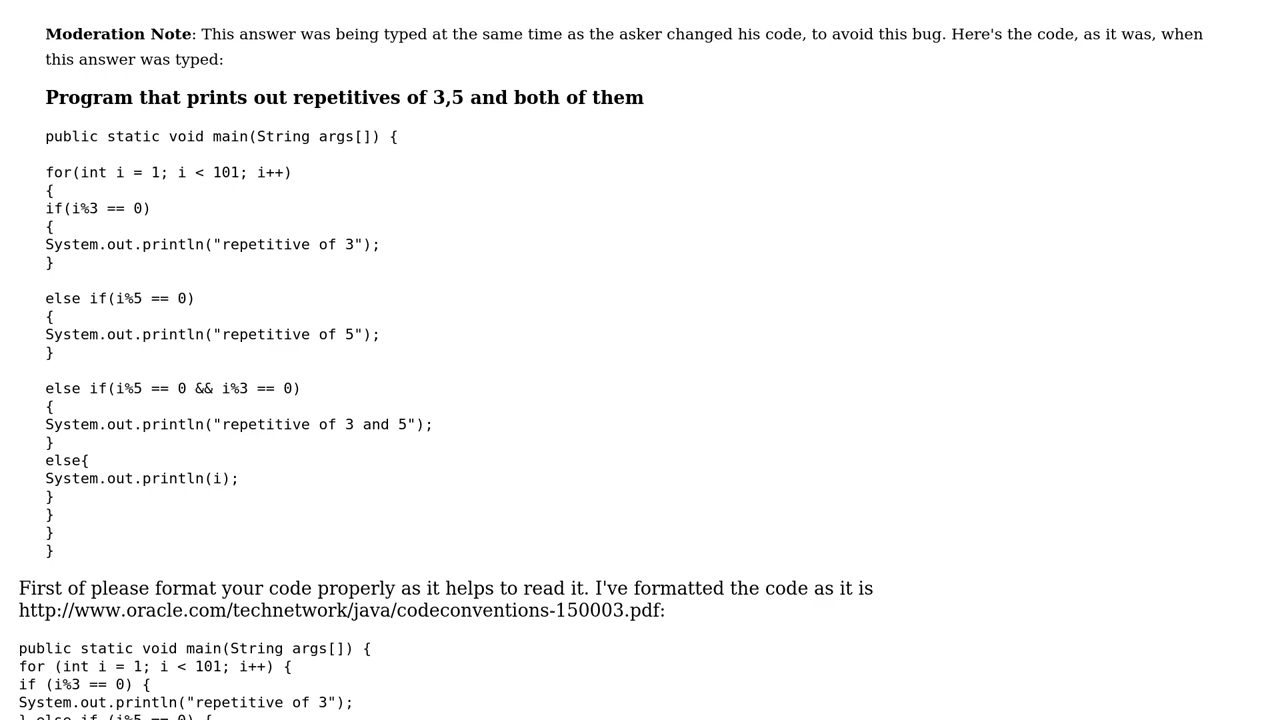 Moderation Note: This answer was being typed at the same time as the asker changed his code, to avoid this bug. Here's the code, as it was, when
this answer was typed:
Program that prints out repetitives of 3,5 and both of them
public static void main(String args[]) {
for(int i = 1; i < 101; i++)
{
if(i%3 == 0)
{
System.out.println("repetitive of 3");
}
else if(i%5 == 0)
{
System.out.println("repetitive of 5");
}
else if(i%5 == 0 && i%3 == 0)
{
System.out.println("repetitive of 3 and 5");
}
else{
System.out.println(i);
}
}
}
}
First of please format your code properly as it helps to read it. I've formatted the code as it is
http://www.oracle.com/technetwork/java/codeconventions-150003.pdf:
public static void main(String args[]) {
for (int i = 1; i < 101; i++) {
if (i%3 == 0) {
System.out.println("repetitive of 3");
} else if (i%5 == 0) {